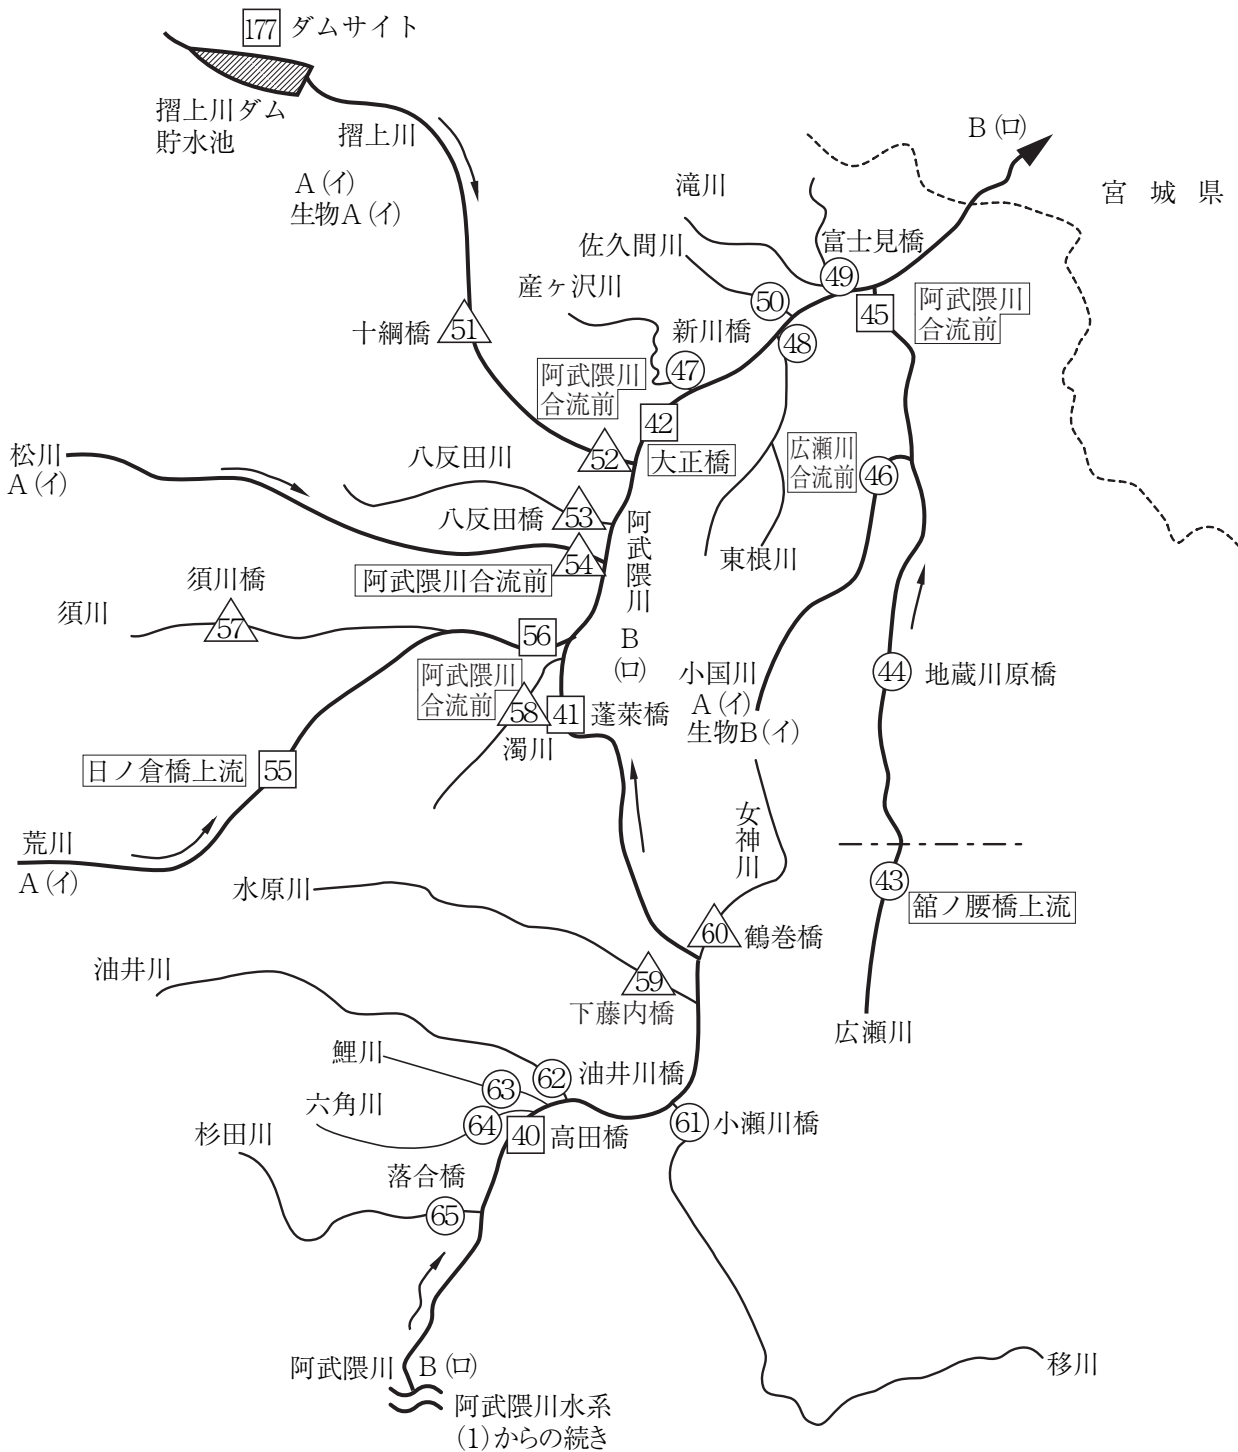 177 ダムサイト
摺上川ダム
貯水池
摺上川
A(イ)
生物A(イ)
B(ロ)
宮城県
滝川
佐久間川
富士見橋
49
産ヶ沢川
50
45
阿武隈川
合流前
新川橋
48
十綱橋
51
阿武隈川
合流前
47
42
松川
A(イ)
八反田川
52
大正橋
広瀬川
合流前
46
八反田橋
53
阿武隈川
B
(ロ)
東根川
54
阿武隈川合流前
須川橋
須川
57
56
阿武隈川
合流前
58
41
蓬萊橋
濁川
小国川
A(イ)
生物B(イ)
44
地蔵川原橋
日ノ倉橋上流
55
荒川
A(イ)
女神川
水原川
43
舘ノ腰橋上流
60
鶴巻橋
油井川
59
下藤内橋
広瀬川
鯉川
63
62
油井川橋
六角川
64
40
高田橋
61
小瀬川橋
杉田川
落合橋
65
阿武隈川
B(ロ)
移川
阿武隈川水系
(1)からの続き